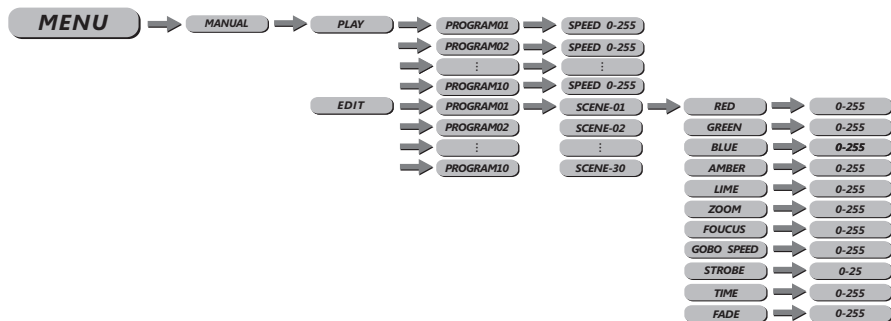 MENU MANUAL PLAY PROGRAM01 SPEED 0-255
PROGRAM02 SPEED 0-255
⋮ ⋮
PROGRAM10 SPEED 0-255
EDIT PROGRAM01 SCENE-01 RED 0-255
PROGRAM02 SCENE-02 GREEN 0-255
⋮ ⋮ BLUE 0-255
PROGRAM10 SCENE-30 AMBER 0-255
LIME 0-255
ZOOM 0-255
FOUCUS 0-255
GOBO SPEED 0-255
STROBE 0-25
TIME 0-255
FADE 0-255